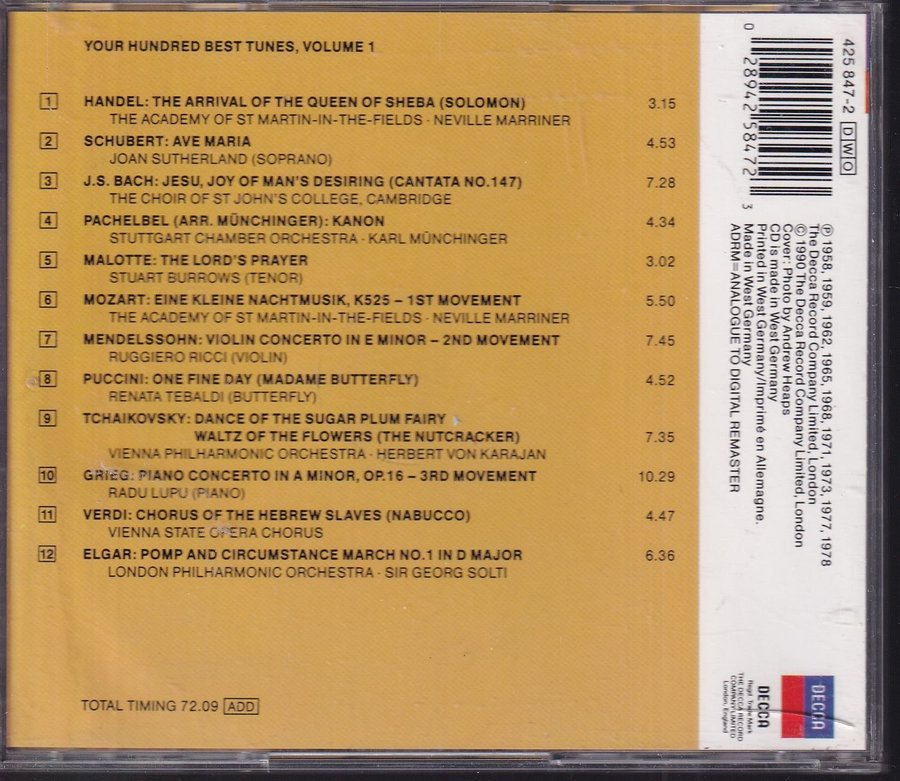 YOUR HUNDRED BEST TUNES, VOLUME 1
1 HANDEL: THE ARRIVAL OF THE QUEEN OF SHEBA (SOLOMON) 3.15
THE ACADEMY OF ST MARTIN-IN-THE-FIELDS · NEVILLE MARRINER
2 SCHUBERT: AVE MARIA 4.53
JOAN SUTHERLAND (SOPRANO)
3 J.S. BACH: JESU, JOY OF MAN'S DESIRING (CANTATA NO.147) 7.28
THE CHOIR OF ST JOHN'S COLLEGE, CAMBRIDGE
4 PACHELBEL (ARR. MÜNCHINGER): KANON 4.34
STUTTGART CHAMBER ORCHESTRA · KARL MÜNCHINGER
5 MALOTTE: THE LORD'S PRAYER 3.02
STUART BURROWS (TENOR)
6 MOZART: EINE KLEINE NACHTMUSIK, K525 – 1ST MOVEMENT 5.50
THE ACADEMY OF ST MARTIN-IN-THE-FIELDS · NEVILLE MARRINER
7 MENDELSSOHN: VIOLIN CONCERTO IN E MINOR – 2ND MOVEMENT 7.45
RUGGIERO RICCI (VIOLIN)
8 PUCCINI: ONE FINE DAY (MADAME BUTTERFLY) 4.52
RENATA TEBALDI (BUTTERFLY)
9 TCHAIKOVSKY: DANCE OF THE SUGAR PLUM FAIRY
WALTZ OF THE FLOWERS (THE NUTCRACKER) 7.35
VIENNA PHILHARMONIC ORCHESTRA · HERBERT VON KARAJAN
10 GRIEG: PIANO CONCERTO IN A MINOR, OP.16 – 3RD MOVEMENT 10.29
RADU LUPU (PIANO)
11 VERDI: CHORUS OF THE HEBREW SLAVES (NABUCCO) 4.47
VIENNA STATE OPERA CHORUS
12 ELGAR: POMP AND CIRCUMSTANCE MARCH NO.1 IN D MAJOR 6.36
LONDON PHILHARMONIC ORCHESTRA · SIR GEORG SOLTI
TOTAL TIMING 72.09 ADD
425 847-2 DWO
0 28942 58472 3
℗ 1958, 1959, 1962, 1965, 1968, 1971, 1973, 1977, 1978
The Decca Record Company Limited, London
© 1990 The Decca Record Company Limited, London
Cover: Photo by Andrew Heaps
CD is made in West Germany
Printed in West Germany/Imprimé en Allemagne.
Made in West Germany
ADRM=ANALOGUE TO DIGITAL REMASTER
DECCA
DECCA
Regd. Trade Mark
THE DECCA RECORD
COMPANY LIMITED
London, England